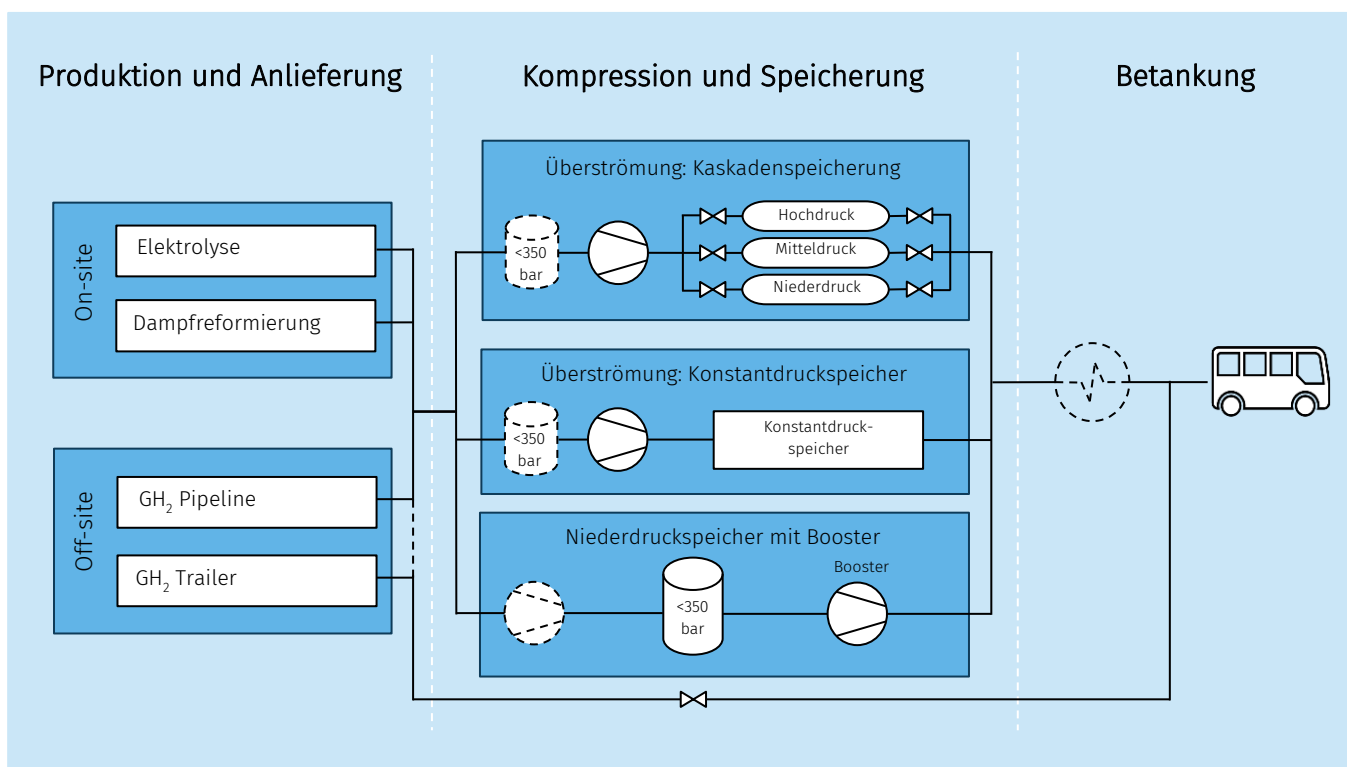 Produktion und Anlieferung
Kompression und Speicherung
Betankung
On-site
Elektrolyse
Dampfreformierung
Off-site
GH₂ Pipeline
GH₂ Trailer
Überströmung: Kaskadenspeicherung
<350
bar
Hochdruck
Mitteldruck
Niederdruck
Überströmung: Konstantdruckspeicher
<350
bar
Konstantdruck-
speicher
Niederdruckspeicher mit Booster
<350
bar
Booster